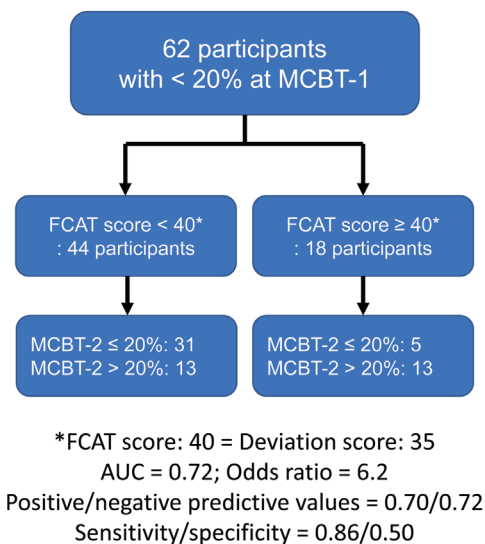 62 participants
with < 20% at MCBT-1
FCAT score < 40*
: 44 participants
FCAT score ≥ 40*
: 18 participants
MCBT-2 ≤ 20%: 31
MCBT-2 > 20%: 13
MCBT-2 ≤ 20%: 5
MCBT-2 > 20%: 13
*FCAT score: 40 = Deviation score: 35
AUC = 0.72; Odds ratio = 6.2
Positive/negative predictive values = 0.70/0.72
Sensitivity/specificity = 0.86/0.50